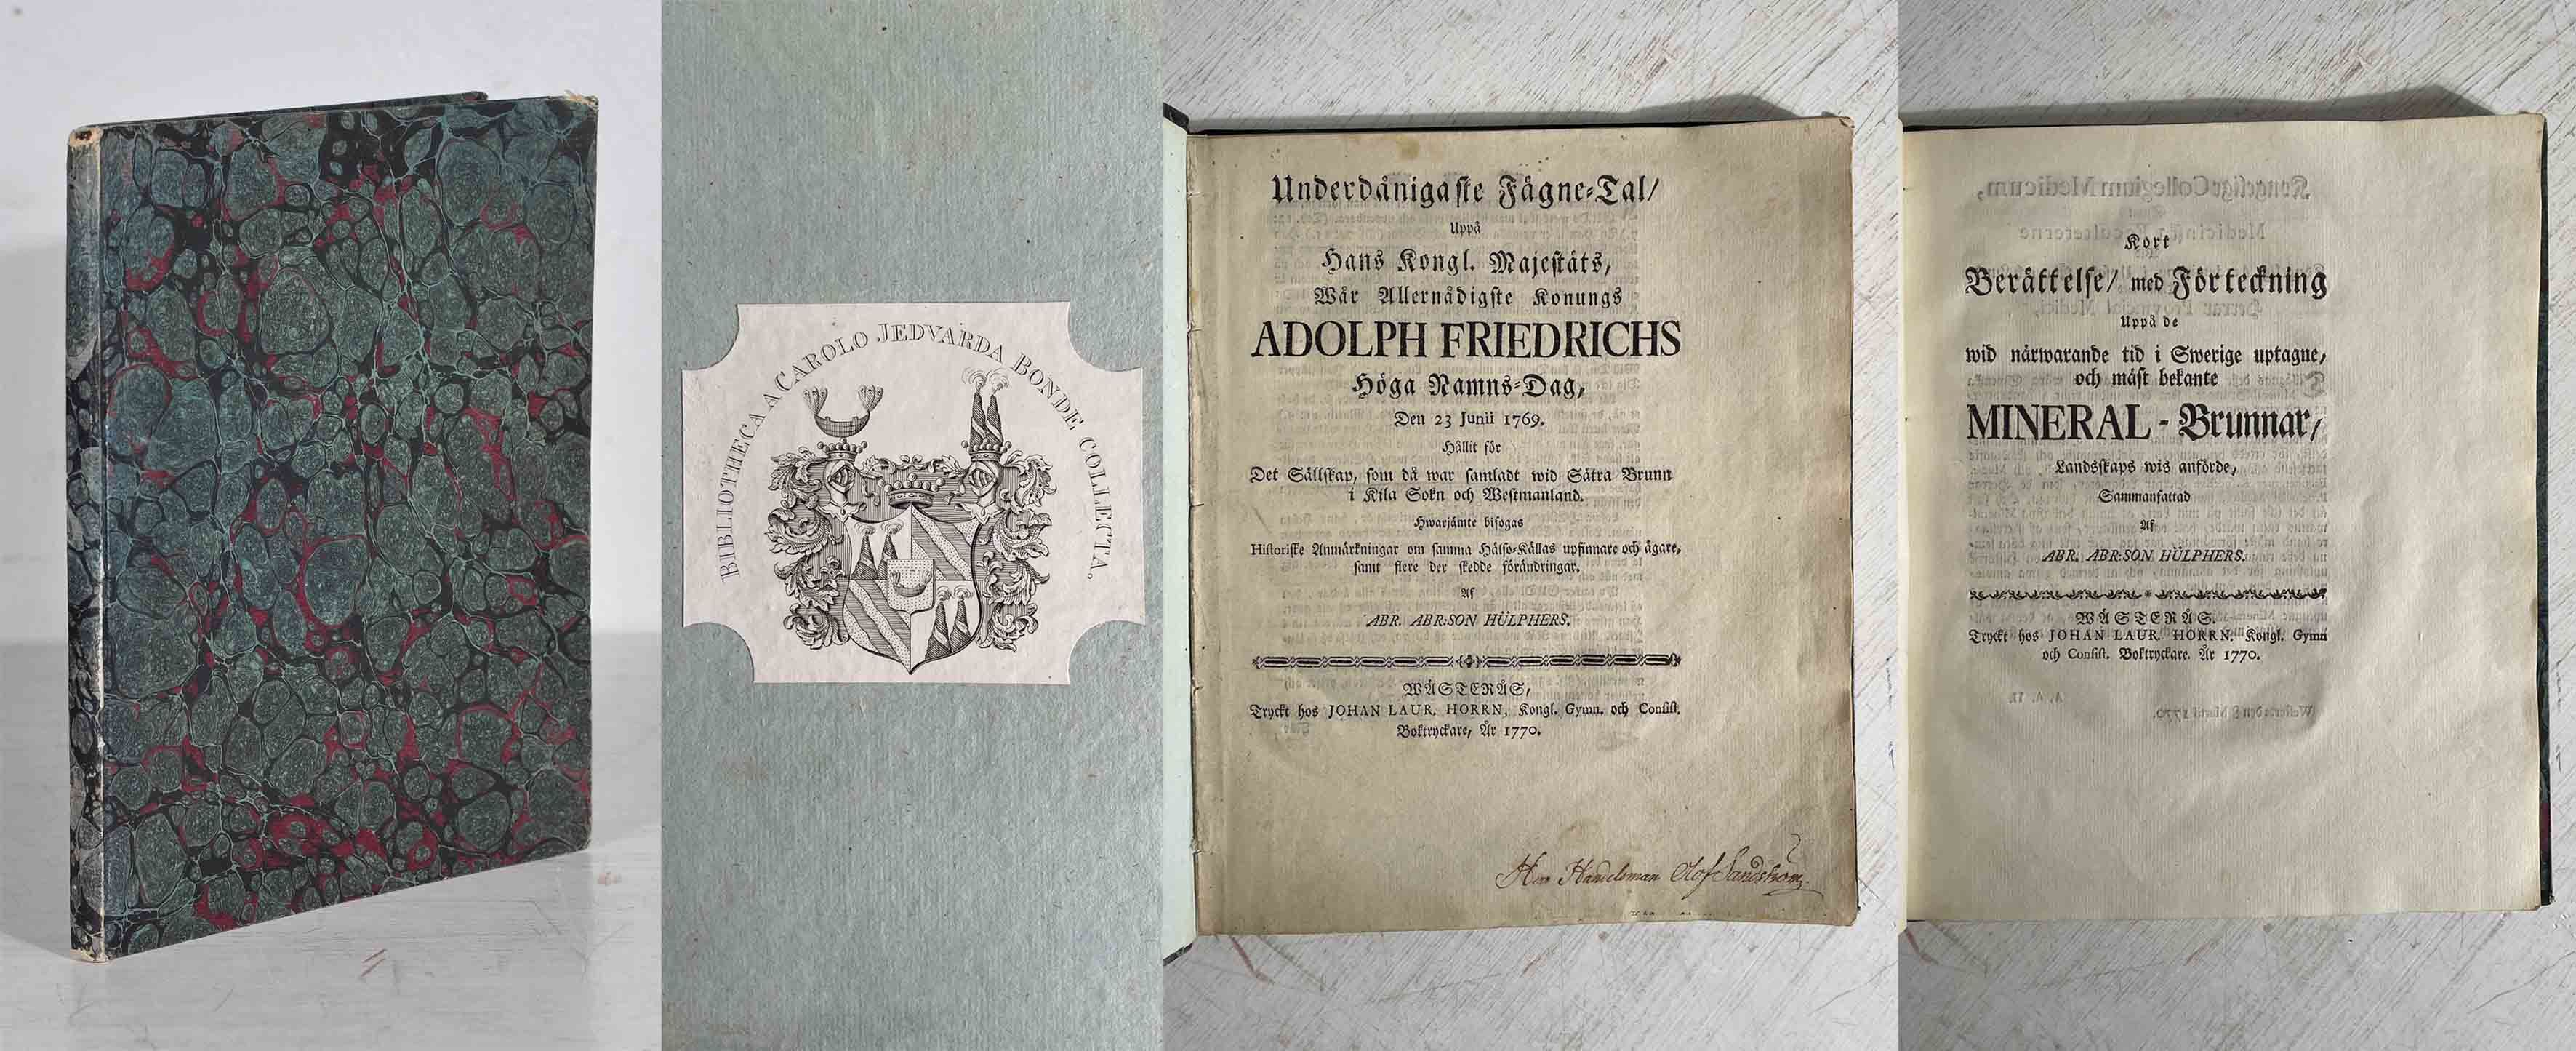 BIBLIOTHECA A CAROLO JEDVARDA BONDE COLLECTA.
Underdånigaste Fägne-Tal/
Uppå
Hans Kongl. Majestäts,
Wår Allernådigste Konungs
ADOLPH FRIEDRICHS
Höga Namns-Dag,
Den 23 Junii 1769.
Hållit för
Det Sällskap, som då war samladt wid Sätra Brunn
i Kila Sokn och Westmanland.
Hwarjämte bifogas
Historiske Anmärkningar om samma Hälso-Källas upfinnare och ägare,
samt flere der skedde förändringar.
Af
ABR. ABR:SON HÜLPHERS.
WÄSTERÅS,
Tryckt hos JOHAN LAUR. HORRN, Kongl. Gymn. och Consist.
Boktryckare, År 1770.
Herr Handelsman Olof Sandström
Kort
Berättelse/ med Förteckning
Uppå de
wid närwarande tid i Swerige uptagne,
och mäst bekante
MINERAL-Brunnar,
Landskaps wis anförde,
Sammanfattad
Af
ABR. ABR:SON HÜLPHERS.
WÄSTERÅS.
Tryckt hos JOHAN LAUR. HORRN, Kongl. Gymn
och Consist. Boktryckare. År 1770.